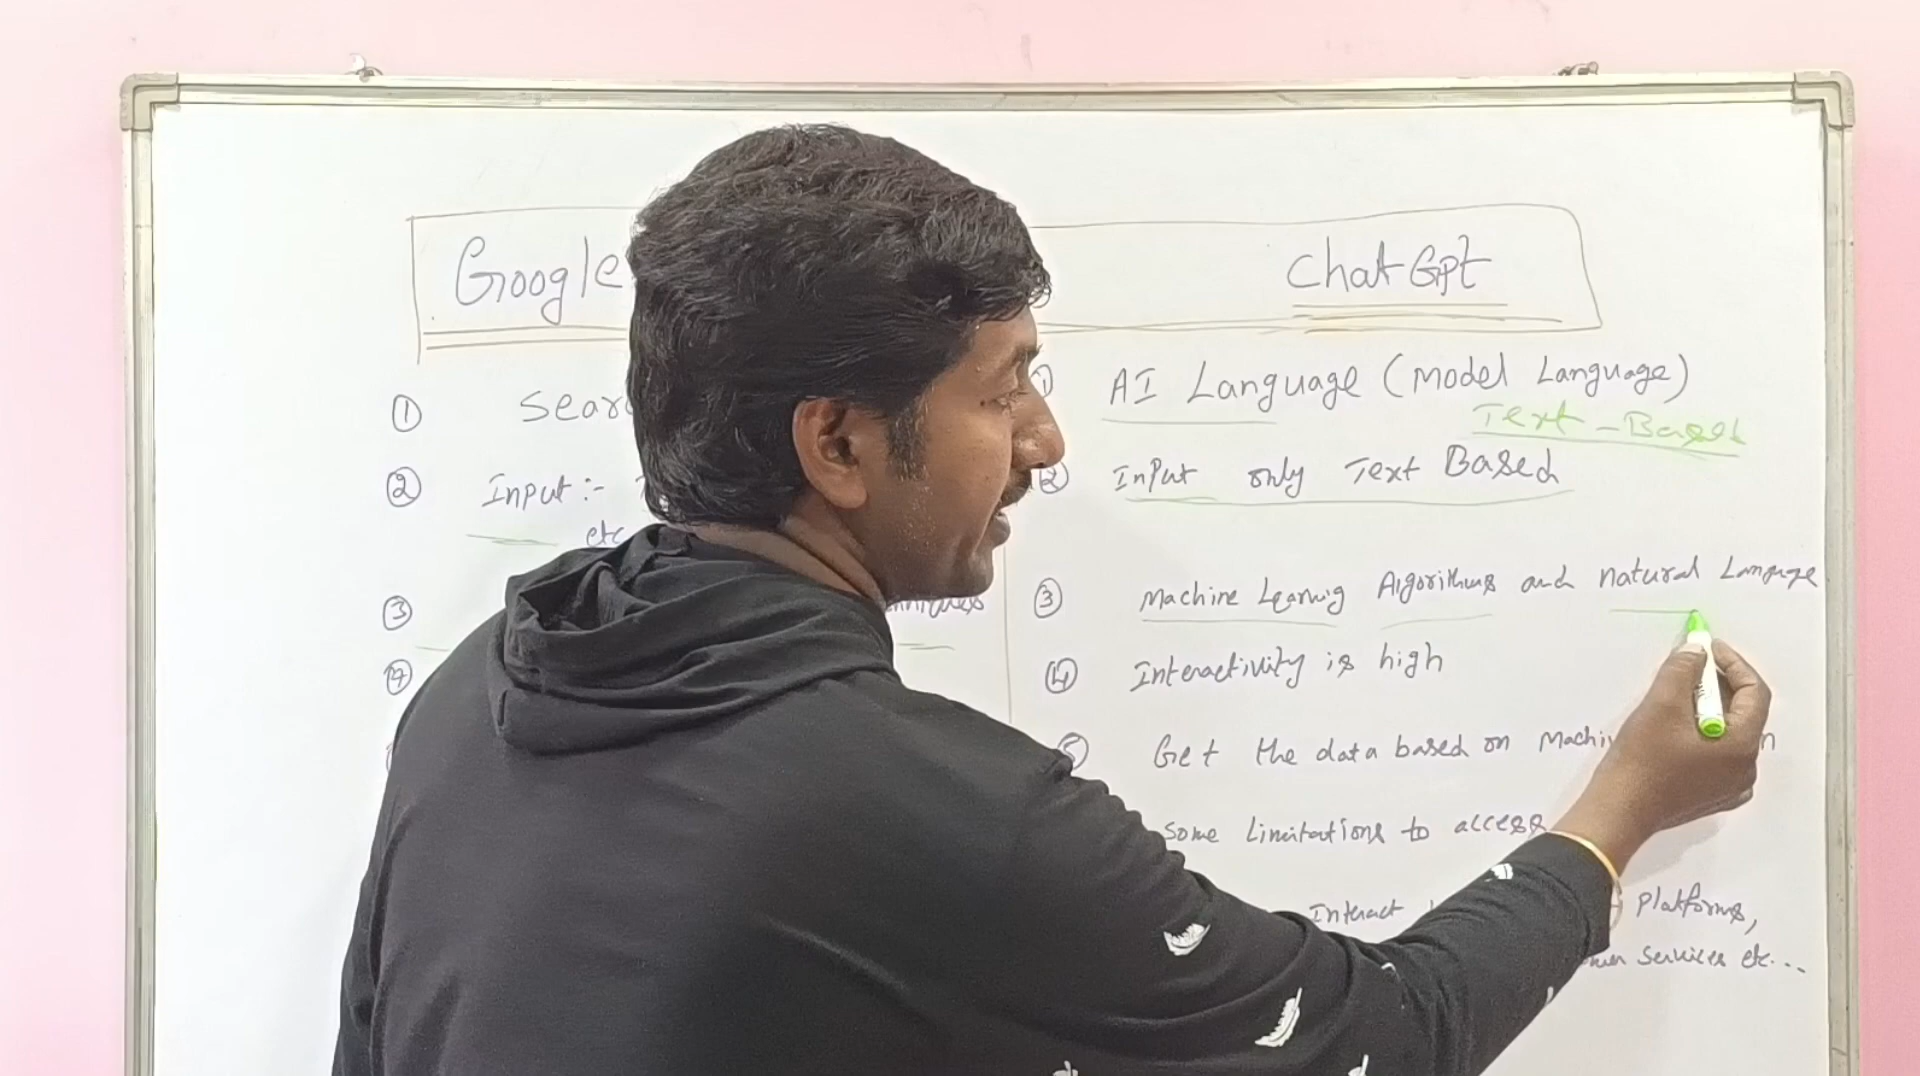 Google
ChatGpt
① Sear
① AI Language (Model Language)
Text-Based
② Input :-
etc
② Input only Text Based
③
③ Machine Learning Algorithms and natural Language
④
④ Interactivity is high
⑤ Get the data based on Machi
Some Limitations to access
Interact
Platforms,
Services etc...